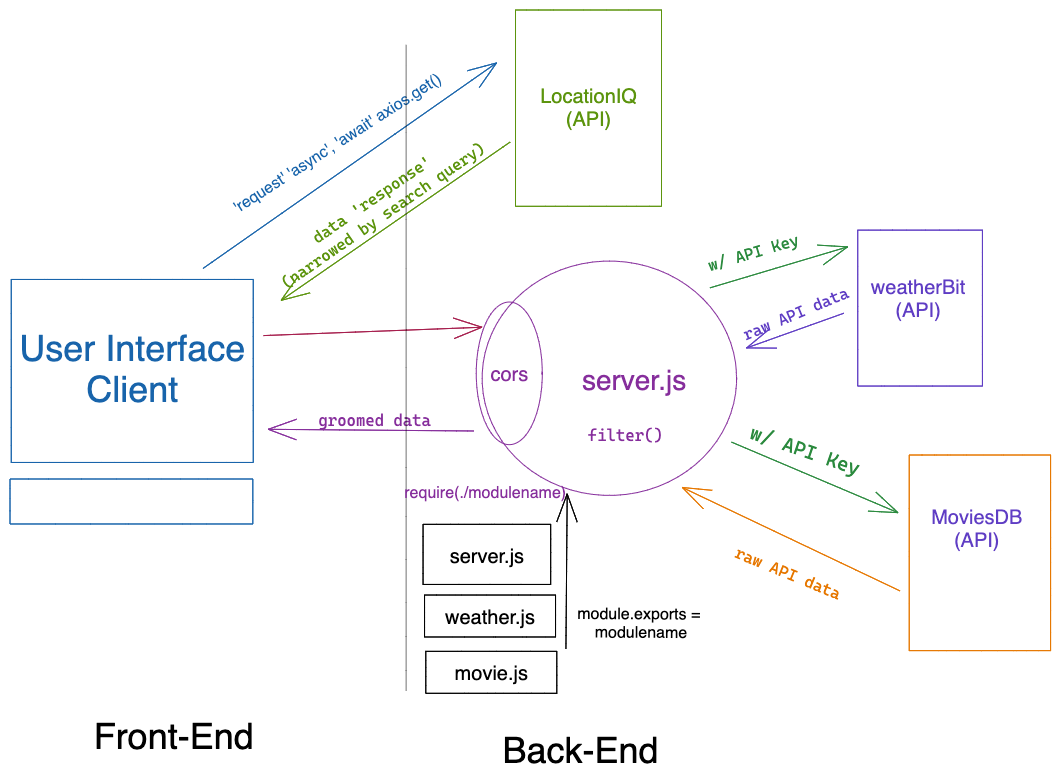 LocationIQ
(API)
'request' 'async', 'await' axios.get()
data 'response'
(narrowed by search query)
User Interface
Client
groomed data
cors
server.js
filter()
w/ API Key
raw API data
weatherBit
(API)
w/ API Key
raw API data
MoviesDB
(API)
require(./modulename)
server.js
weather.js
movie.js
module.exports =
modulename
Front-End
Back-End